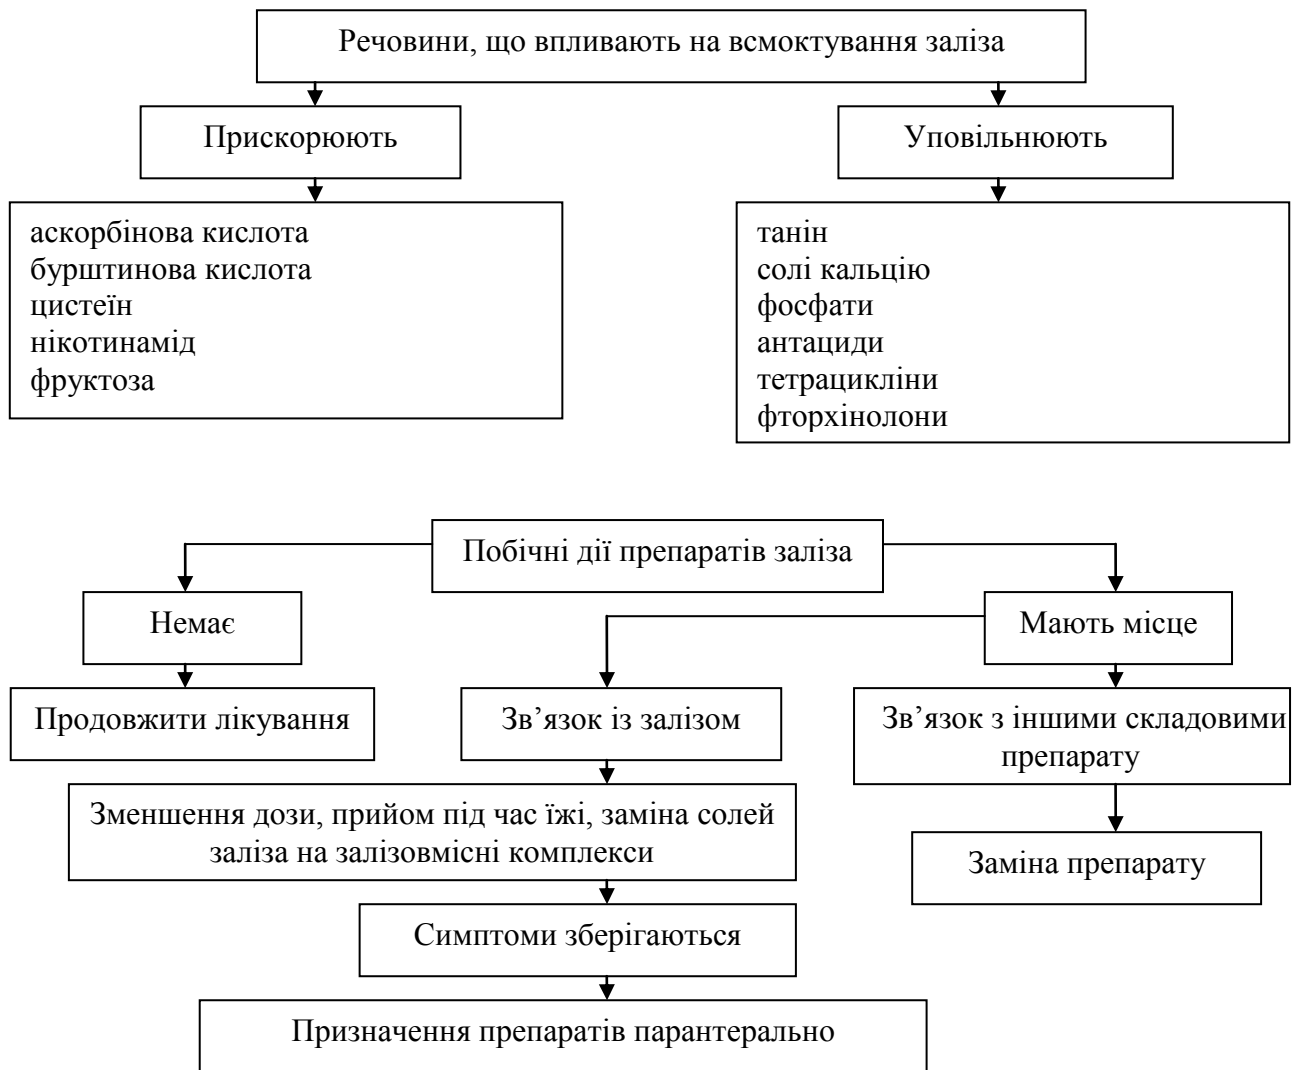 Речовини, що впливають на всмоктування заліза
Прискорюють
Уповільнюють
аскорбінова кислота
бурштинова кислота
цистеїн
нікотинамід
фруктоза
танін
солі кальцію
фосфати
антациди
тетрацикліни
фторхінолони
Побічні дії препаратів заліза
Немає
Мають місце
Продовжити лікування
Зв’язок із залізом
Зв’язок з іншими складовими
препарату
Зменшення дози, прийом під час їжі, заміна солей
заліза на залізовмісні комплекси
Заміна препарату
Симптоми зберігаються
Призначення препаратів парантерально